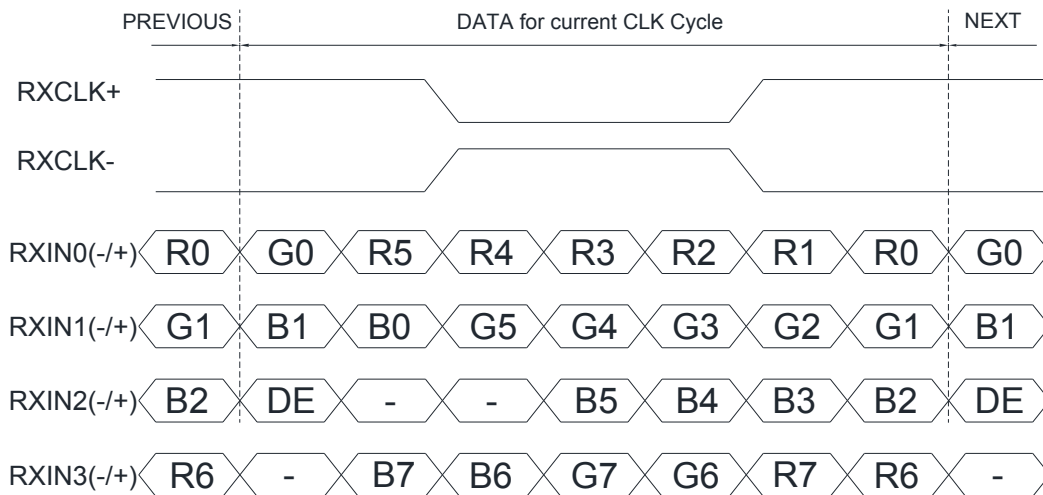 PREVIOUS DATA for current CLK Cycle NEXT
RXCLK+
RXCLK-
RXIN0(-/+) R0 G0 R5 R4 R3 R2 R1 R0 G0
RXIN1(-/+) G1 B1 B0 G5 G4 G3 G2 G1 B1
RXIN2(-/+) B2 DE - - B5 B4 B3 B2 DE
RXIN3(-/+) R6 - B7 B6 G7 G6 R7 R6 -